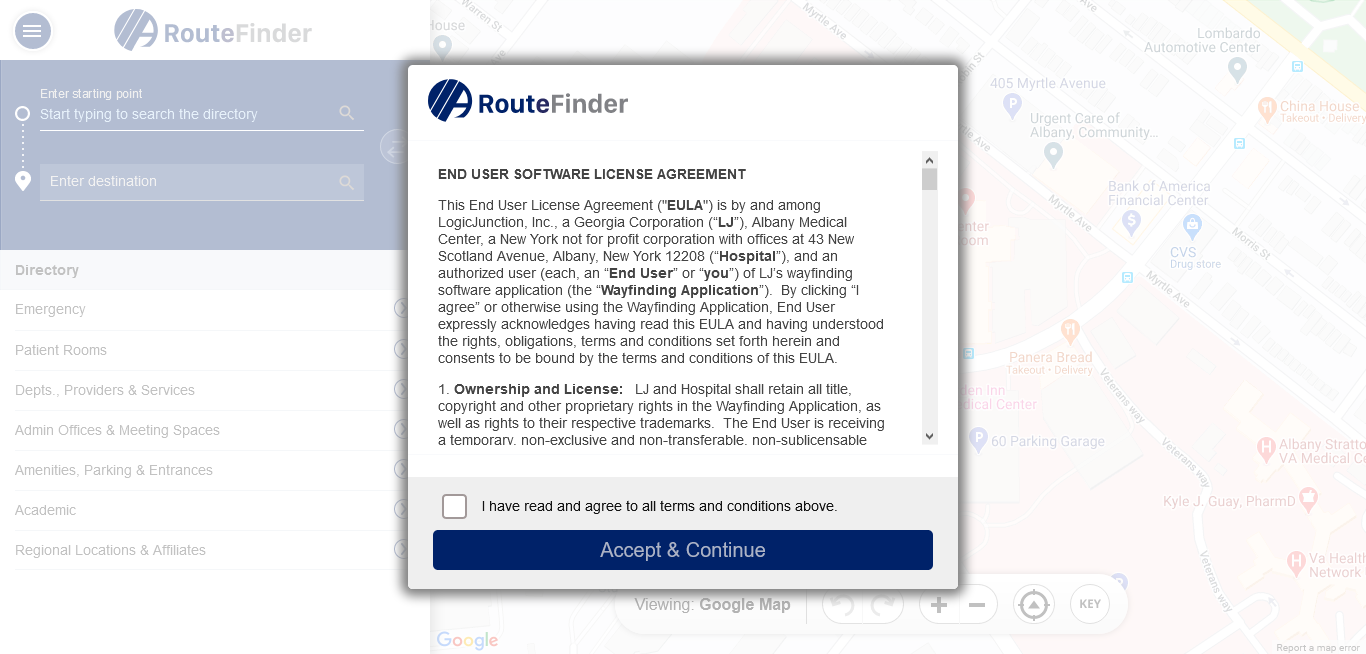 RouteFinder
Enter starting point
Start typing to search the directory
Enter destination
Directory
Emergency
Patient Rooms
Depts., Providers & Services
Admin Offices & Meeting Spaces
Amenities, Parking & Entrances
Academic
Regional Locations & Affiliates
RouteFinder
END USER SOFTWARE LICENSE AGREEMENT
This End User License Agreement ("EULA") is by and among
LogicJunction, Inc., a Georgia Corporation (“LJ”), Albany Medical
Center, a New York not for profit corporation with offices at 43 New
Scotland Avenue, Albany, New York 12208 (“Hospital”), and an
authorized user (each, an “End User” or “you”) of LJ’s wayfinding
software application (the “Wayfinding Application”).  By clicking “I
agree” or otherwise using the Wayfinding Application, End User
expressly acknowledges having read this EULA and having understood
the rights, obligations, terms and conditions set forth herein and
consents to be bound by the terms and conditions of this EULA.
1. Ownership and License:   LJ and Hospital shall retain all title,
copyright and other proprietary rights in the Wayfinding Application, as
well as rights to their respective trademarks.  The End User is receiving
a temporary, non-exclusive and non-transferable, non-sublicensable
I have read and agree to all terms and conditions above.
Accept & Continue
House
Warren St
Myrtle Ave
Myrtle Ave
Lombardo
Automotive Center
405 Myrtle Avenue
P
China House
Takeout • Delivery
Urgent Care of
Albany, Community...
Bank of America
Financial Center
Myrtle Ave
Morris St
CVS
Drug store
Myrtle Ave
Panera Bread
Takeout • Delivery
den Inn
dical Center
Veterans way
P
60 Parking Garage
Albany Stratto
VA Medical Ce
H
Veterans way
Kyle J. Guay, PharmD
H
Va Health
Network
Veterans way
Viewing: Google Map
KEY
Google
Report a map error